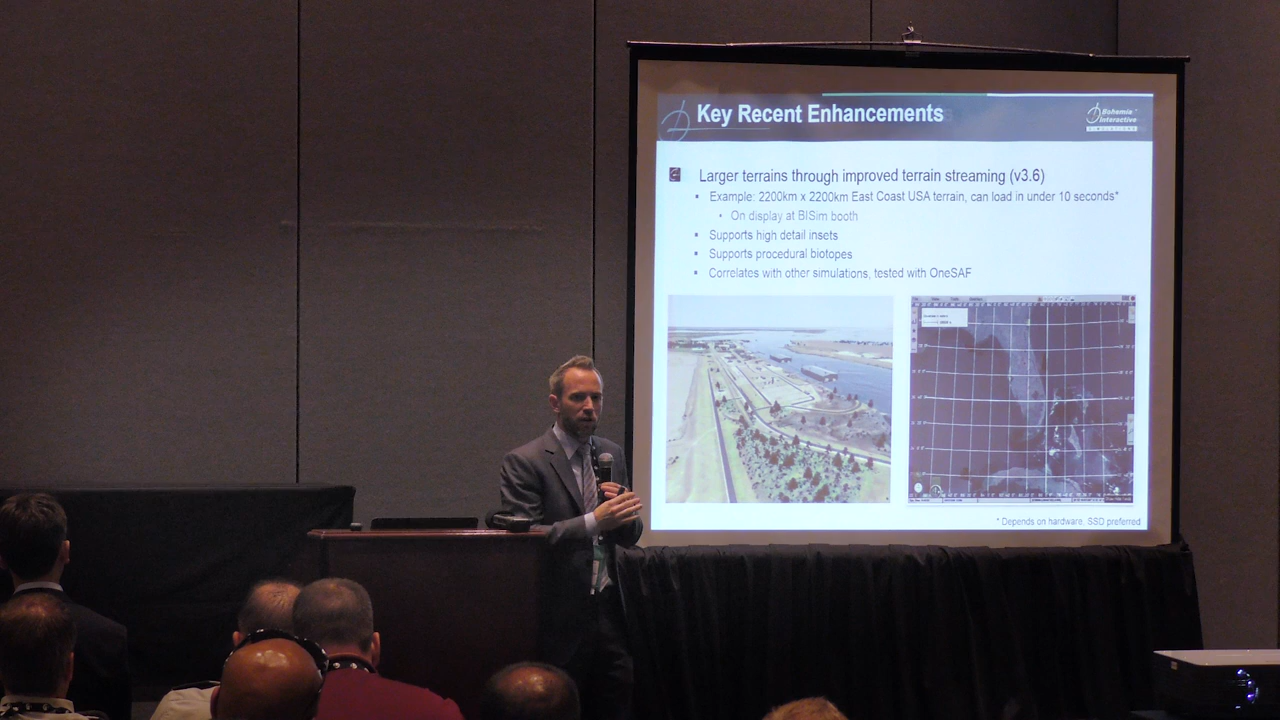 Key Recent Enhancements
Bohemia
Interactive
SIMULATIONS
Larger terrains through improved terrain streaming (v3.6)
Example: 2200km x 2200km East Coast USA terrain, can load in under 10 seconds*
On display at BISim booth
Supports high detail insets
Supports procedural biotopes
Correlates with other simulations, tested with OneSAF
* Depends on hardware, SSD preferred